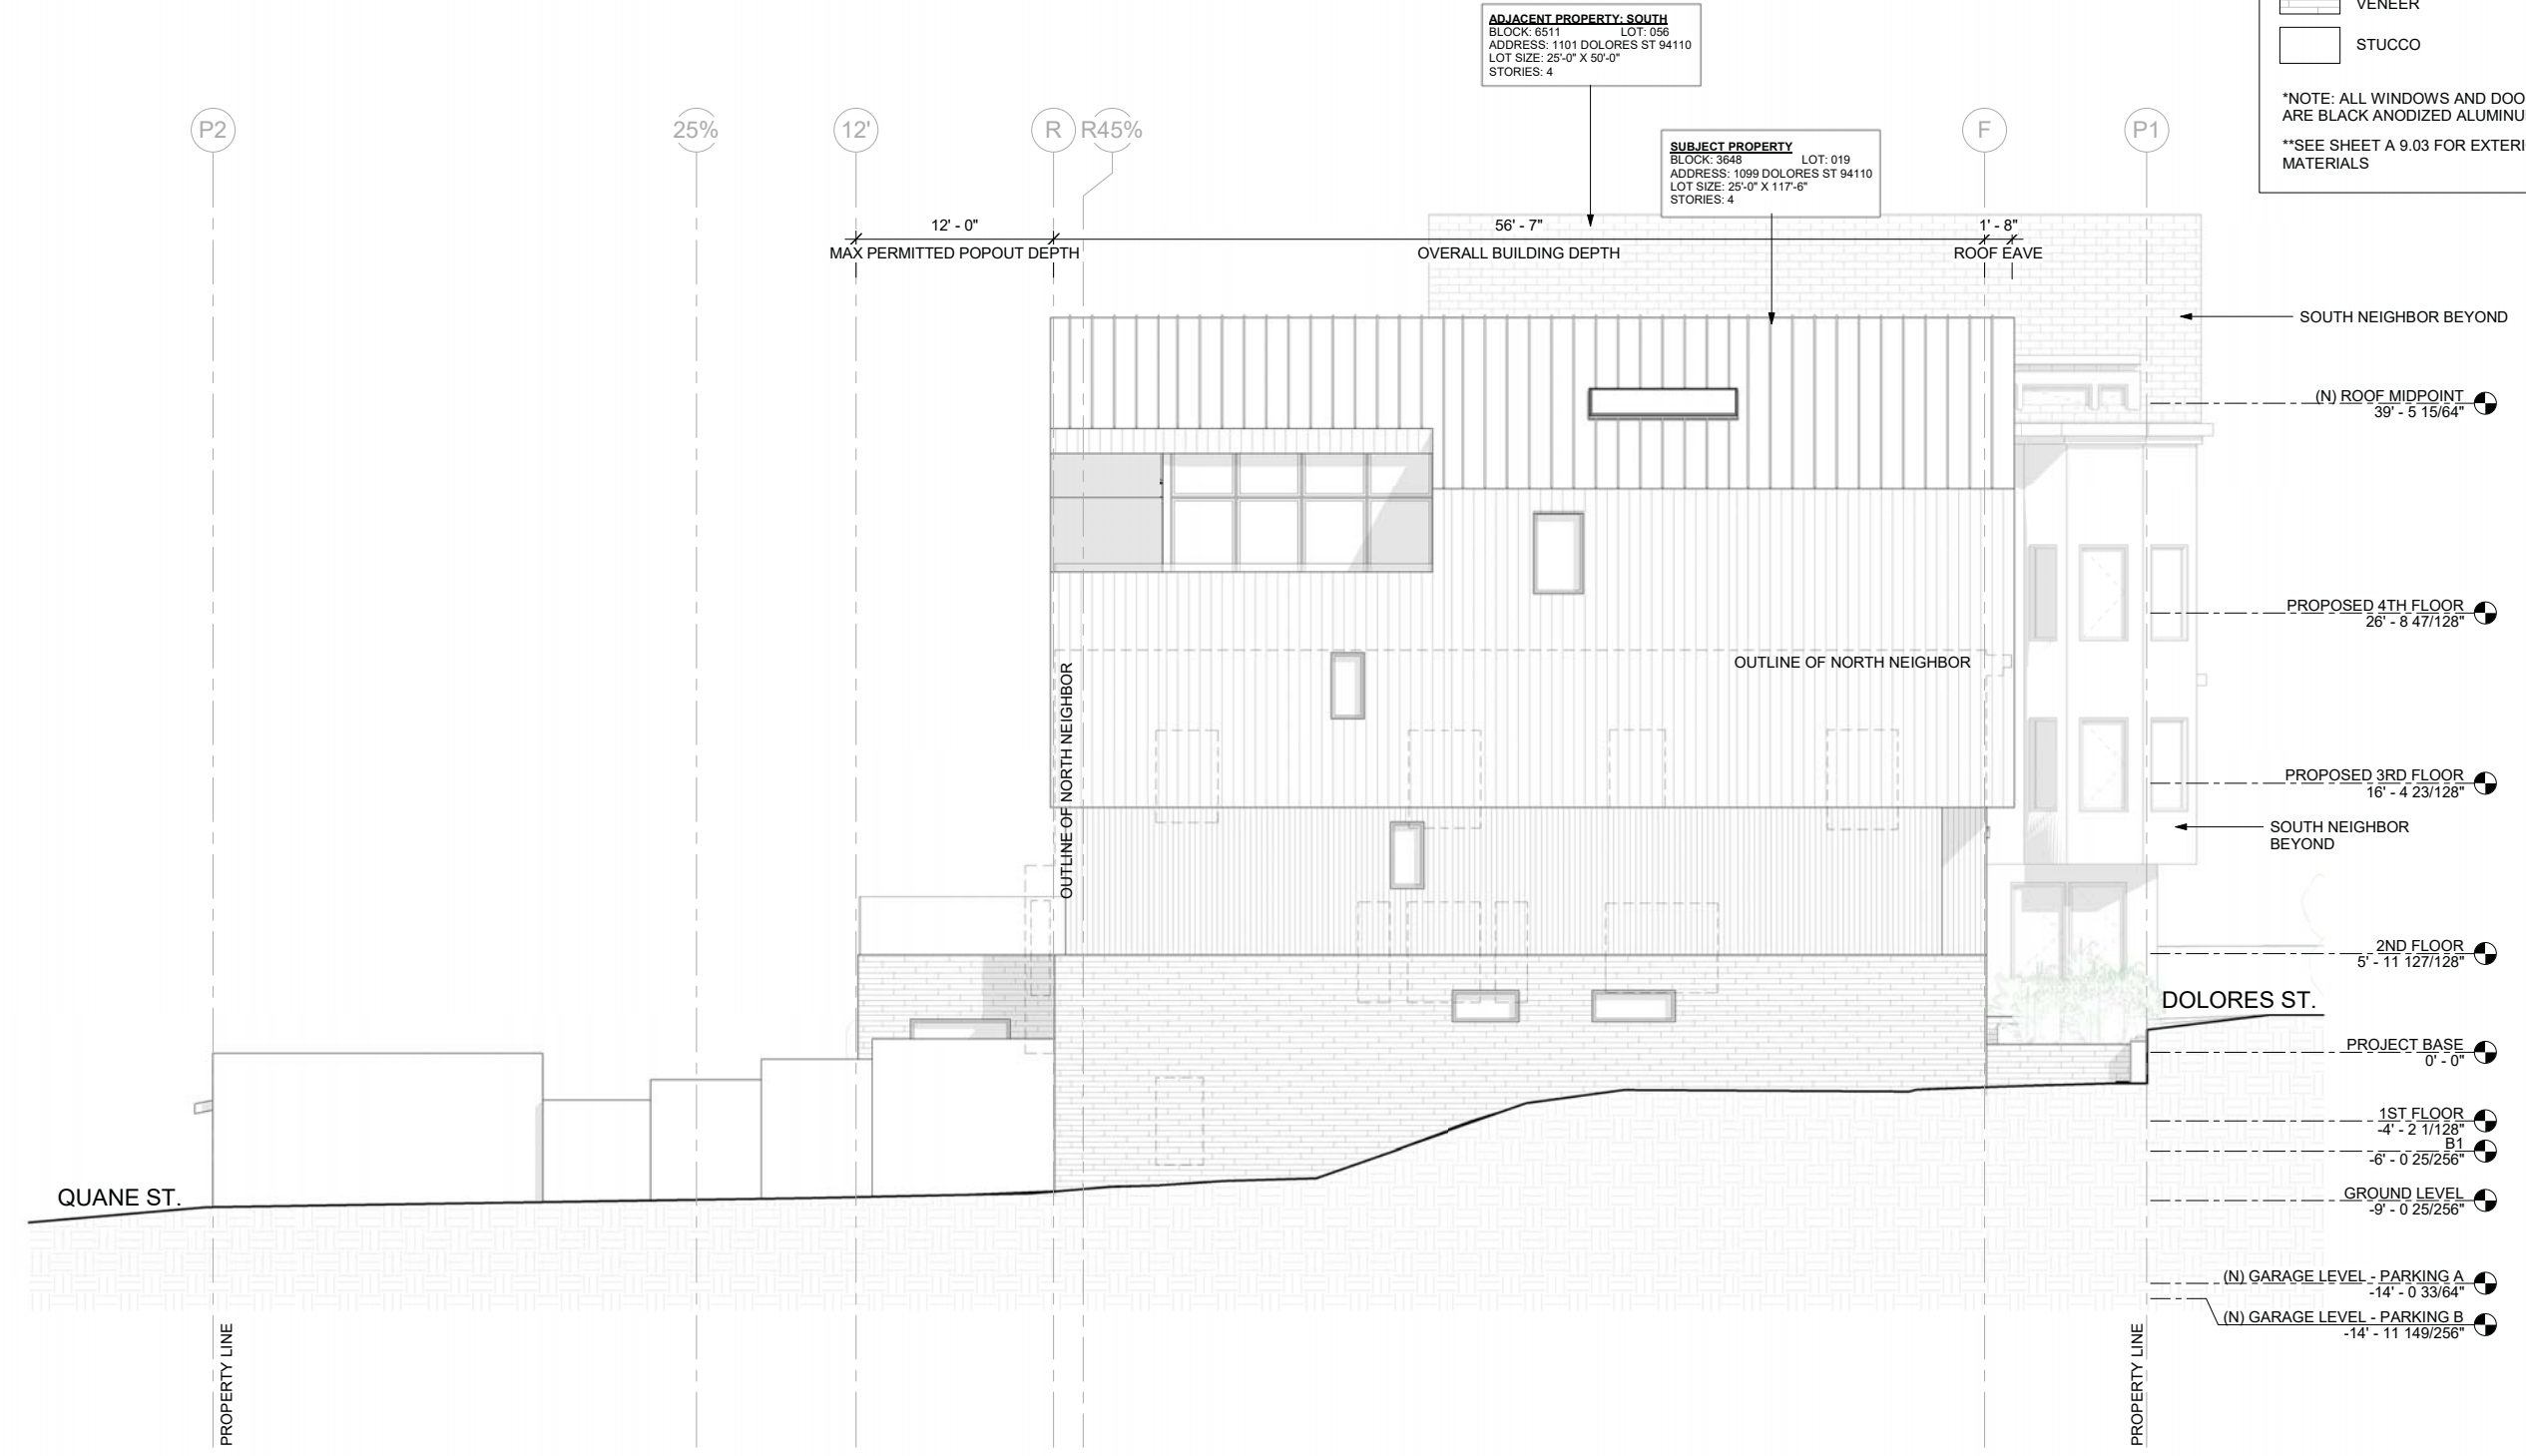 ADJACENT PROPERTY: SOUTH
BLOCK: 6511 LOT: 056
ADDRESS: 1101 DOLORES ST 94110
LOT SIZE: 25'-0" X 50'-0"
STORIES: 4
VENEER
STUCCO
*NOTE: ALL WINDOWS AND DOO
ARE BLACK ANODIZED ALUMINU
**SEE SHEET A 9.03 FOR EXTERI
MATERIALS
P2
25%
12'
R
R45%
F
P1
SUBJECT PROPERTY
BLOCK: 3648 LOT: 019
ADDRESS: 1099 DOLORES ST 94110
LOT SIZE: 25'-0" X 117'-6"
STORIES: 4
12' - 0"
MAX PERMITTED POPOUT DEPTH
56' - 7"
OVERALL BUILDING DEPTH
1' - 8"
ROOF EAVE
SOUTH NEIGHBOR BEYOND
(N) ROOF MIDPOINT
39' - 5 15/64"
PROPOSED 4TH FLOOR
26' - 8 47/128"
OUTLINE OF NORTH NEIGHBOR
OUTLINE OF NORTH NEIGHBOR
PROPOSED 3RD FLOOR
16' - 4 23/128"
SOUTH NEIGHBOR
BEYOND
2ND FLOOR
5' - 11 127/128"
DOLORES ST.
PROJECT BASE
0' - 0"
1ST FLOOR
-4' - 2 1/128"
B1
-6' - 0 25/256"
QUANE ST.
GROUND LEVEL
-9' - 0 25/256"
(N) GARAGE LEVEL - PARKING A
-14' - 0 33/64"
(N) GARAGE LEVEL - PARKING B
-14' - 11 149/256"
PROPERTY LINE
PROPERTY LINE